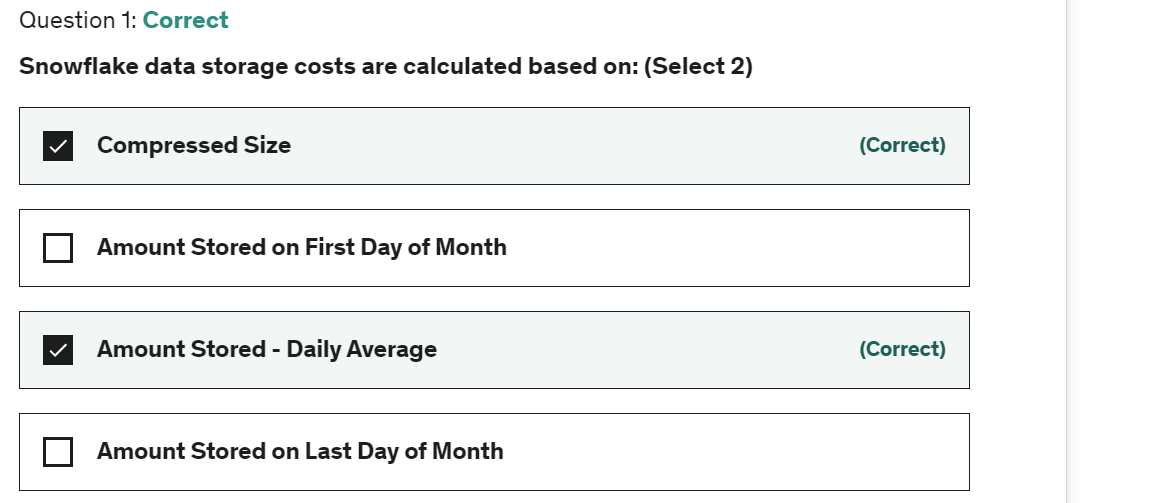 Question 1: Correct
Snowflake data storage costs are calculated based on: (Select 2)
Compressed Size (Correct)
Amount Stored on First Day of Month
Amount Stored - Daily Average (Correct)
Amount Stored on Last Day of Month